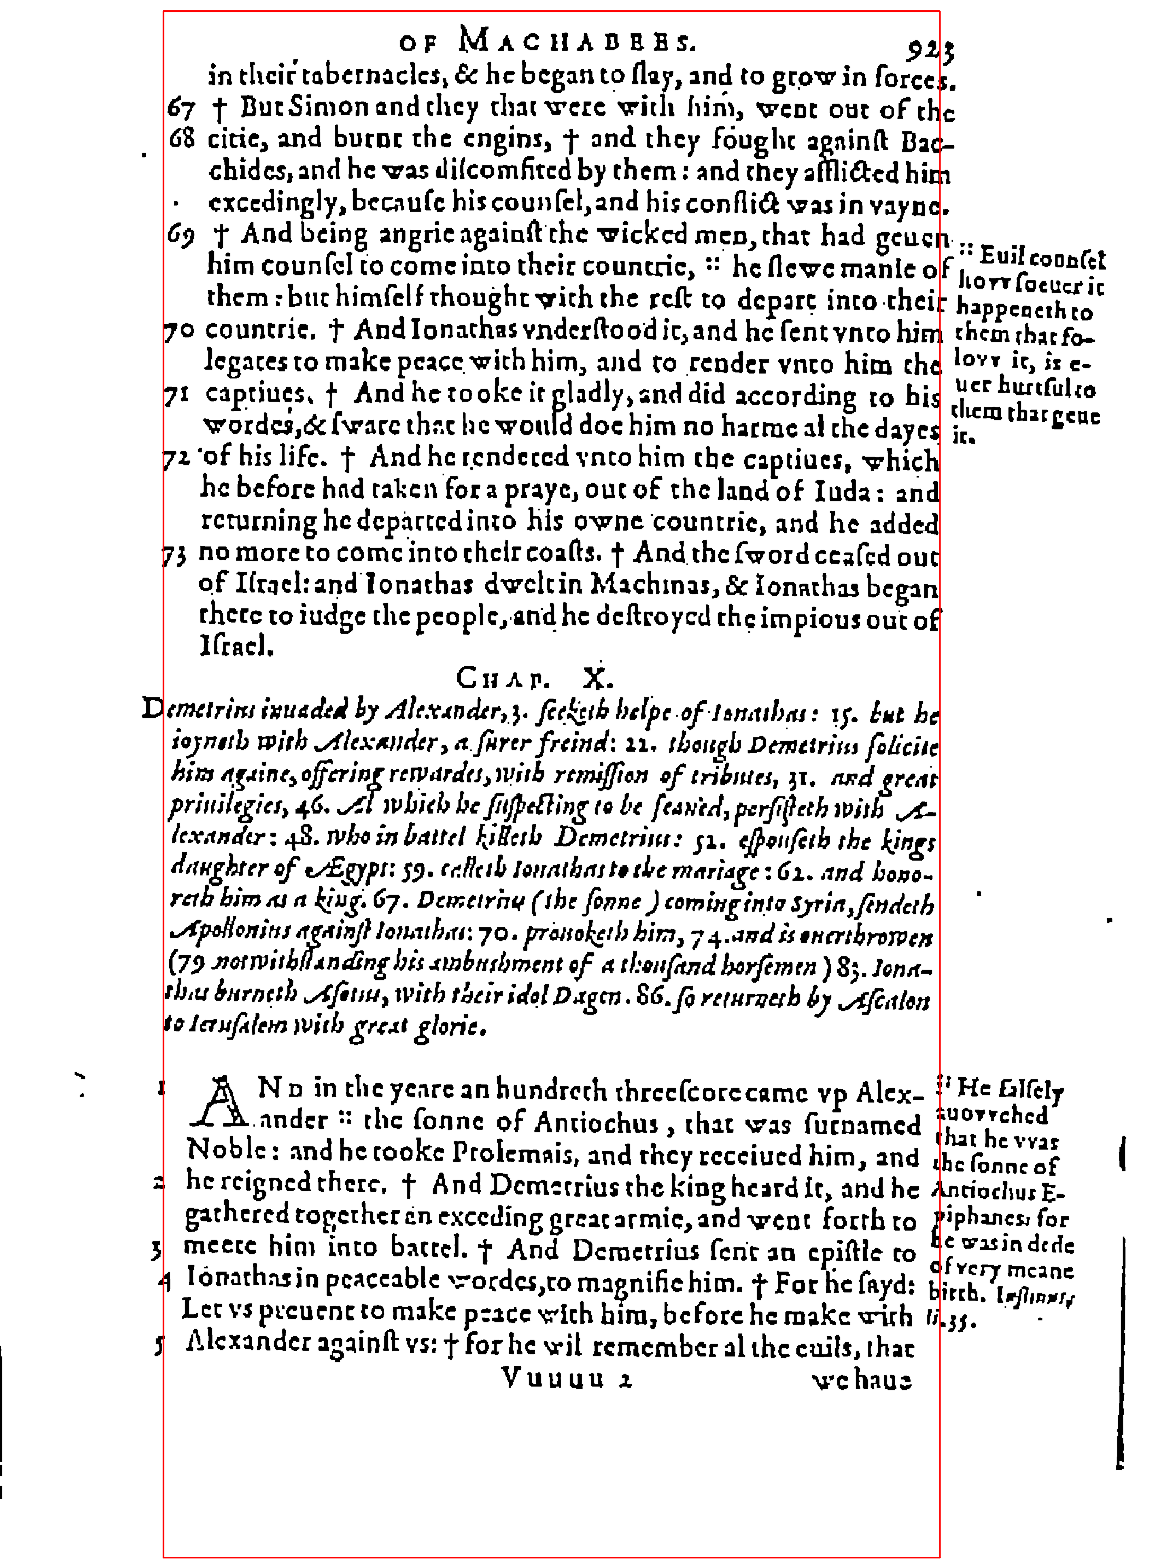 OF MACHABEES. 923
in their tabernacles, & he began to ſlay, and to grow in forces.
67 † But Simon and they that were with him, went out of the
68 citie, and burnt the engins, † and they fought againſt Bac-
chides, and he was diſcomfited by them: and they afflicted him
excedingly, becauſe his counſel, and his conflict was in vayne.
69 † And being angrie againſt the wicked men, that had geuen
him counſel to come into their countrie, :: he ſlewe manie of
them: but himſelf thought with the reſt to depart into their
70 countrie. † And Ionathas vnderſtood it, and he ſent vnto him
legates to make peace with him, and to render vnto him the
71 captiues. † And he tooke it gladly, and did according to his
wordes, & ſware that he would doe him no harme al the dayes
72 of his life. † And he rendered vnto him the captiues, which
he before had taken for a praye, out of the land of Iuda: and
returning he departed into his owne countrie, and he added
73 no more to come into their coaſts. † And the ſword ceaſed out
of Iſrael: and Ionathas dwelt in Machmas, & Ionathas began
there to iudge the people, and he deſtroyed the impious out of
Iſrael.
:: Euil counſel
hovv ſoeuer it
happeneth to
them that fo-
lovv it, is e-
uer hurtful to
them that geue
it.
CHAP. X.
Demetrius inuaded by Alexander, 3. ſeeketh helpe of Ionathas: 15. but he
ioyneth with Alexander, a ſurer freind: 22. though Demetrius ſolicite
him againe, offering rewardes, with remiſſion of tributes, 31. and great
priuilegies, 46. Al which he ſuſpecting to be feaned, perſiſteth with A-
lexander: 48. who in battel killeth Demetrius: 51. eſpouſeth the kings
daughter of Ægypt: 59. calleth Ionathas to the mariage: 62. and hono-
reth him as a king. 67. Demetrius (the ſonne) coming into Syria, ſendeth
Apollonius againſt Ionathas: 70. prouoketh him, 74. and is ouerthrowen
(79 notwithſtanding his ambushment of a thouſand horſemen) 83. Iona-
thas burneth Aſotus, with their idol Dagon. 86. ſo returneth by Aſcalon
to Ieruſalem with great glorie.
1 AND in the yeare an hundreth threeſcore came vp Alex-
ander :: the ſonne of Antiochus, that was ſurnamed
Noble: and he tooke Ptolemais, and they receiued him, and
2 he reigned there. † And Demetrius the king heard it, and he
gathered together an exceding great armie, and went forth to
3 meete him into battel. † And Demetrius ſent an epiſtle to
4 Ionathas in peaceable wordes, to magnifie him. † For he ſayd:
Let vs preuent to make peace with him, before he make with
5 Alexander againſt vs: † for he wil remember al the euils, that
:: He falſely
auovvched
that he vvas
the ſonne of
Antiochus E-
piphanes, for
he was in dede
of very meane
birth. Iuſtinus,
li. 35.
Vuuuu 2 we haue